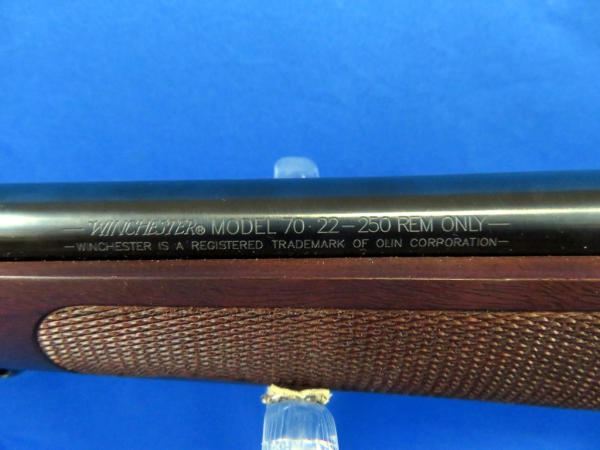 —WINCHESTER® MODEL 70 · 22–250 REM ONLY—
—WINCHESTER IS A REGISTERED TRADEMARK OF OLIN CORPORATION—